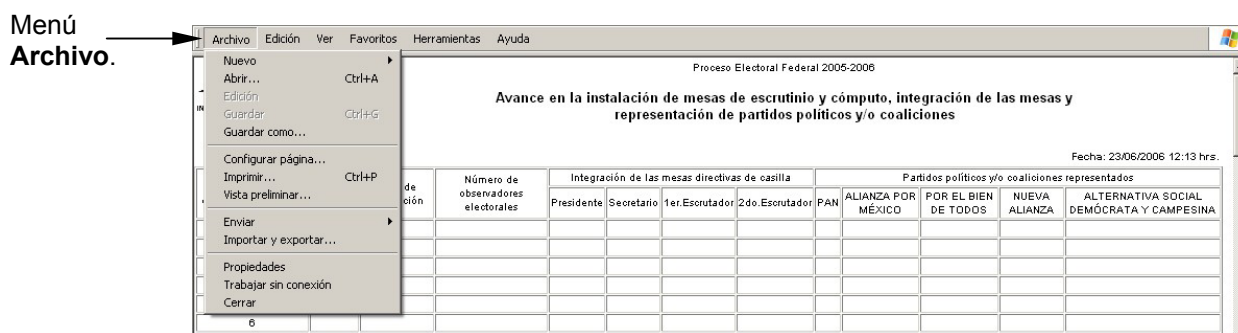 Menú
Archivo.
Archivo Edición Ver Favoritos Herramientas Ayuda
Nuevo
Abrir... Ctrl+A
Edición
Guardar Ctrl+G
Guardar como...
Configurar página...
Imprimir... Ctrl+P
Vista preliminar...
Enviar
Importar y exportar...
Propiedades
Trabajar sin conexión
Cerrar
Proceso Electoral Federal 2005-2006
Avance en la instalación de mesas de escrutinio y cómputo, integración de las mesas y
representación de partidos políticos y/o coaliciones
Fecha: 23/06/2006 12:13 hrs.
de
ción
Número de
observadores
electorales
Integración de las mesas directivas de casilla
Presidente Secretario 1er.Escrutador 2do.Escrutador
Partidos políticos y/o coaliciones representados
PAN
ALIANZA POR
MÉXICO
POR EL BIEN
DE TODOS
NUEVA
ALIANZA
ALTERNATIVA SOCIAL
DEMÓCRATA Y CAMPESINA
6